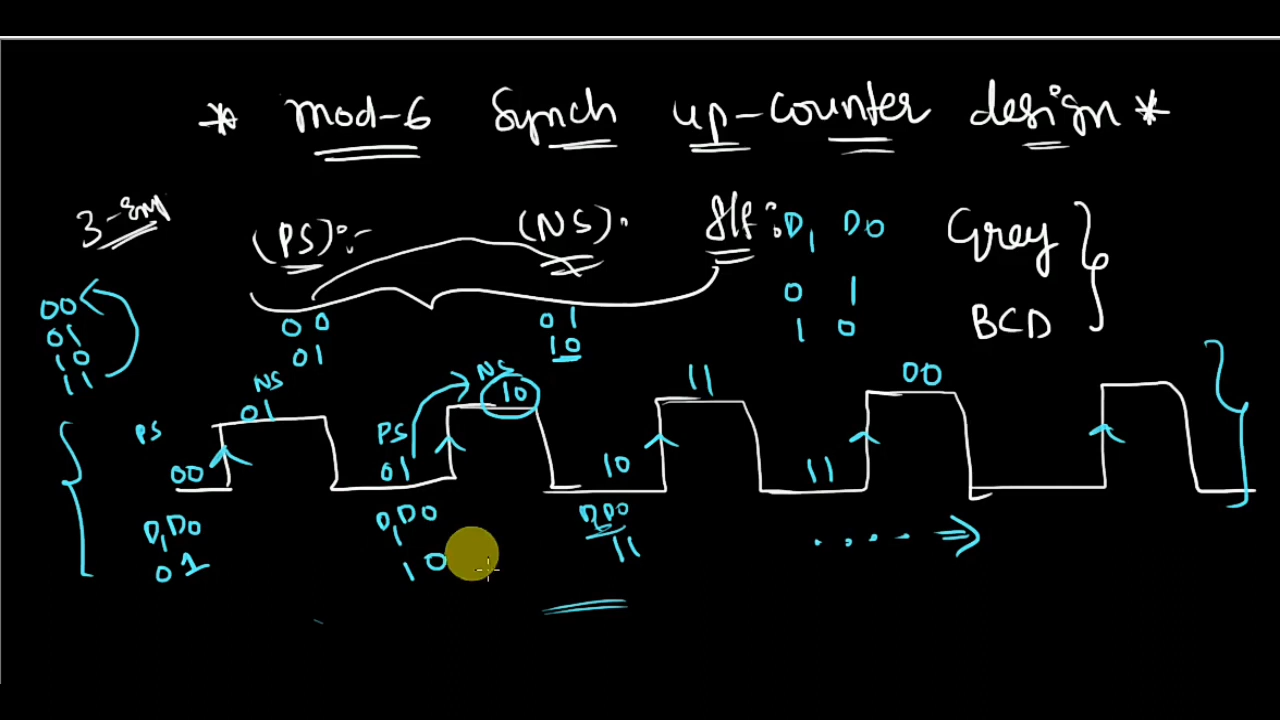 * mod-6 Synch up-counter design *
(PS):- (NS): D₁ D0 Grey
0 1
1 0 BCD
00
01
10
11
00 01
01 10
PS NS
00 01
PS NS
01 10
10 11
11 00
D₁D0 D₁D0 D₁D0
01 10 11
....→